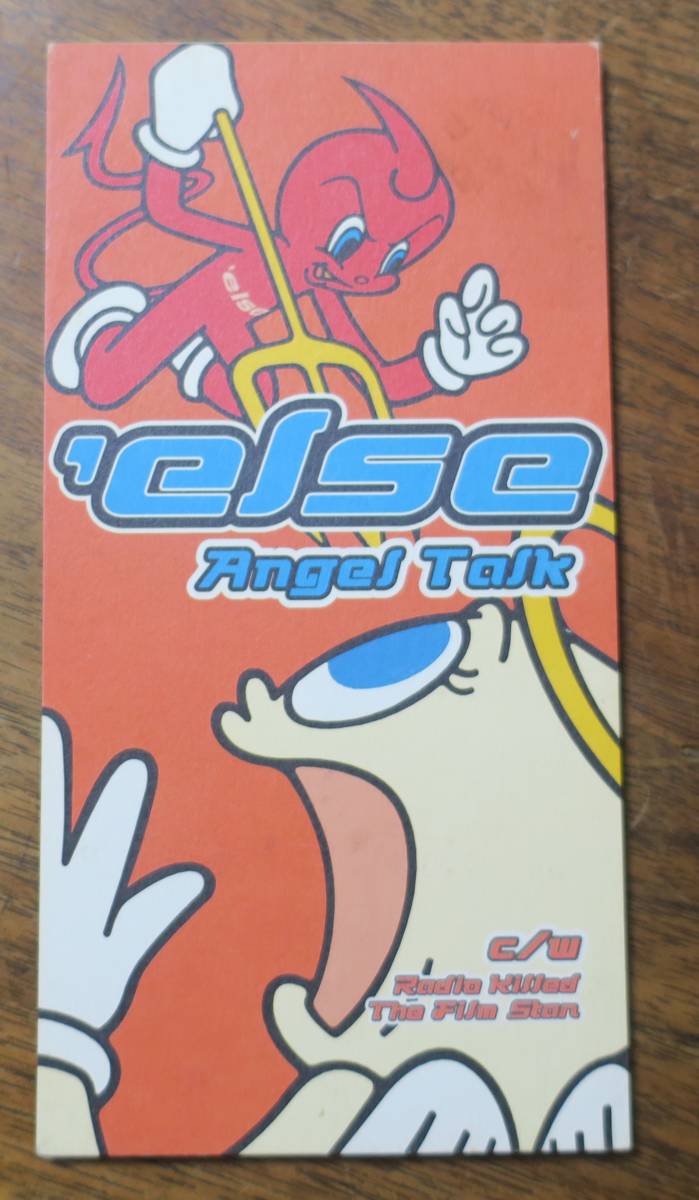 'else
'else
Angel Talk
c/w
Radio Killed
The Film Star